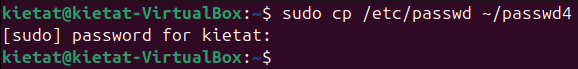 kietat@kietat-VirtualBox:~$ sudo cp /etc/passwd ~/passwd4
[sudo] password for kietat:
kietat@kietat-VirtualBox:~$